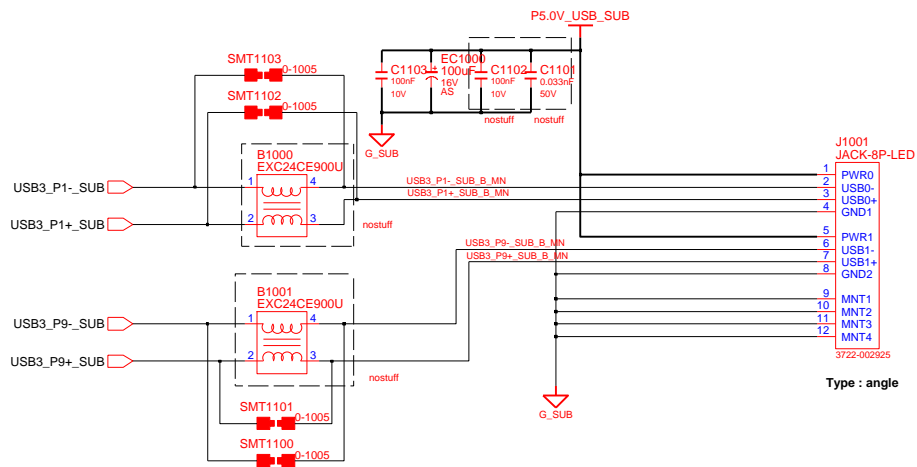 P5.0V_USB_SUB
SMT1103
0-1005
SMT1102
0-1005
C1103
100nF
10V
EC1000
100uF
16V
AS
C1102
100nF
10V
C1101
0.033nF
50V
nostuff
nostuff
G_SUB
B1000
EXC24CE900U
1
4
2
3
nostuff
USB3_P1-_SUB
USB3_P1+_SUB
USB3_P1-_SUB_B_MN
USB3_P1+_SUB_B_MN
J1001
JACK-8P-LED
1 PWR0
2 USB0-
3 USB0+
4 GND1
5 PWR1
6 USB1-
7 USB1+
8 GND2
9 MNT1
10 MNT2
11 MNT3
12 MNT4
3722-002925
Type : angle
USB3_P9-_SUB_B_MN
USB3_P9+_SUB_B_MN
B1001
EXC24CE900U
1
4
2
3
nostuff
USB3_P9-_SUB
USB3_P9+_SUB
SMT1101
0-1005
SMT1100
0-1005
G_SUB